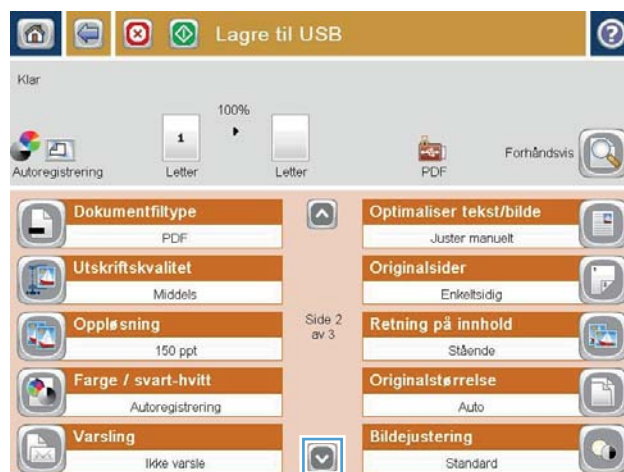 Lagre til USB
Klar
100%
1
Letter
Letter
Autoregistrering
PDF
Forhåndsvis
Dokumentfiltype
PDF
Utskriftskvalitet
Middels
Oppløsning
150 ppt
Farge / svart-hvitt
Autoregistrering
Varsling
Ikke varsle
Side 2
av 3
Optimaliser tekst/bilde
Juster manuelt
Originalsider
Enkeltsidig
Retning på innhold
Stående
Originalstørrelse
Auto
Bildejustering
Standard